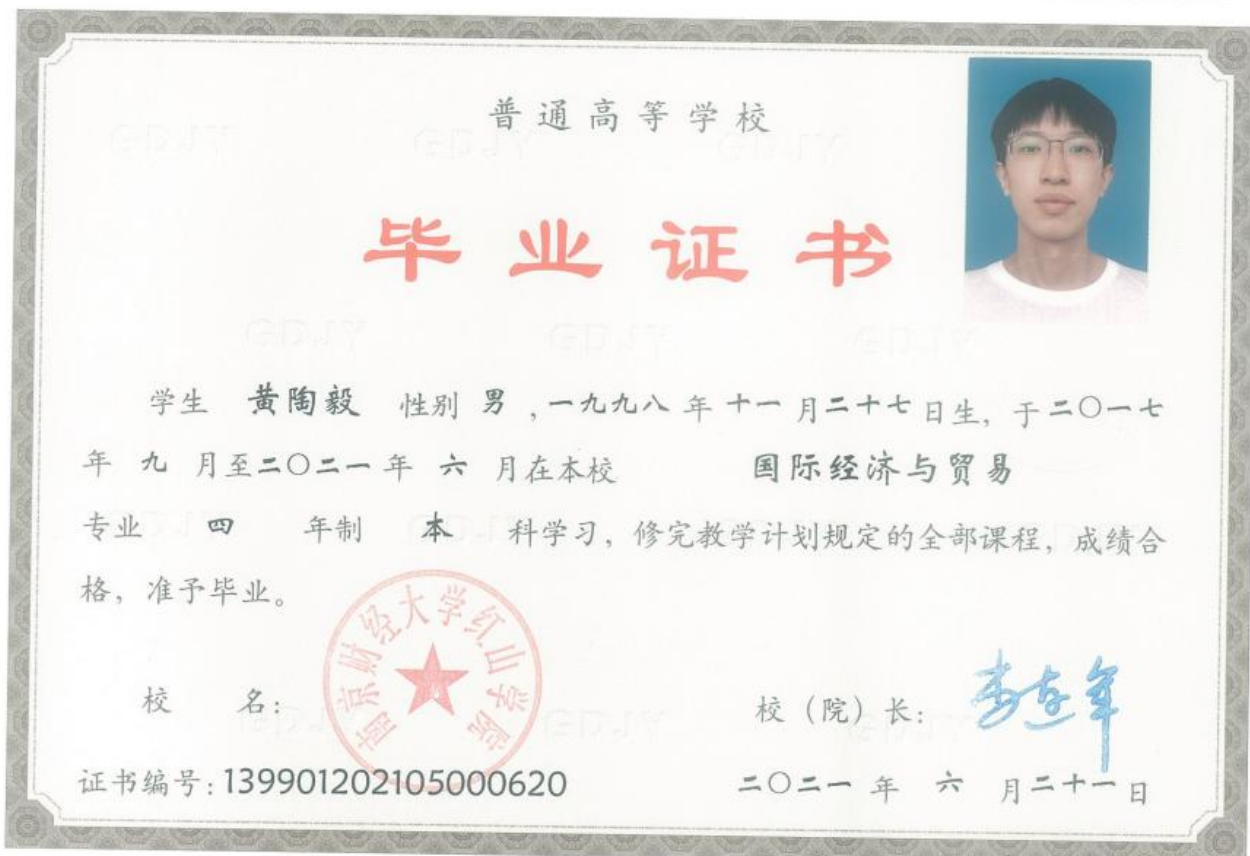 普通高等学校
毕业证书
学生 黄陶毅 性别 男 ,一九九八 年 十一 月二十七日生, 于二〇一七
年 九 月至二〇二一 年 六 月在本校 国际经济与贸易
专业 四 年制 本 科学习, 修完教学计划规定的全部课程, 成绩合
格, 准予毕业。
南京财经大学红山学院
校 名: 校 (院) 长:
证书编号: 139901202105000620 二〇二一 年 六 月二十一日